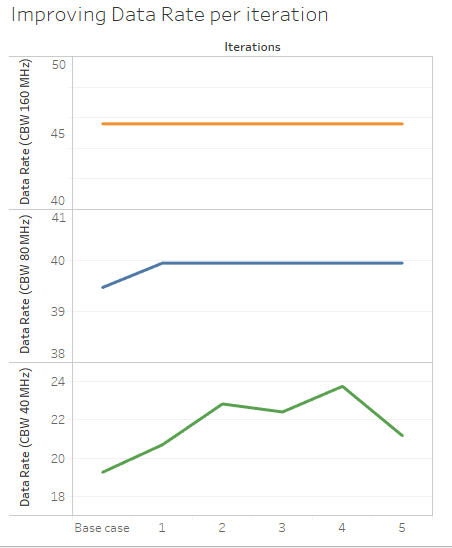 Improving Data Rate per iteration
Iterations
Data Rate (CBW 160 MHz)
50
45
40
Data Rate (CBW 80 MHz)
41
40
39
38
Data Rate (CBW 40 MHz)
24
22
20
18
Base case 1 2 3 4 5